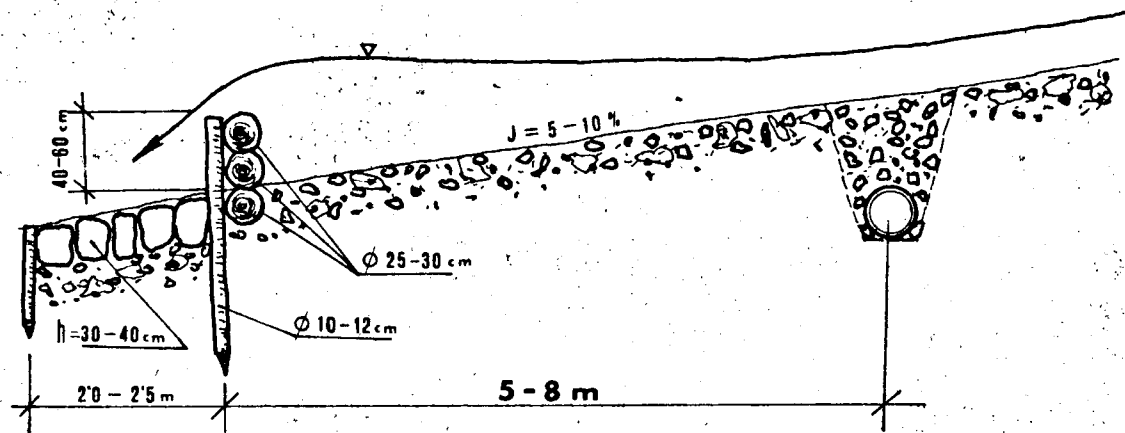 J = 5-10 %
40-60 cm
Ø 25-30 cm
Ø 10-12 cm
h=30-40 cm
2'0 - 2'5 m
5 - 8 m